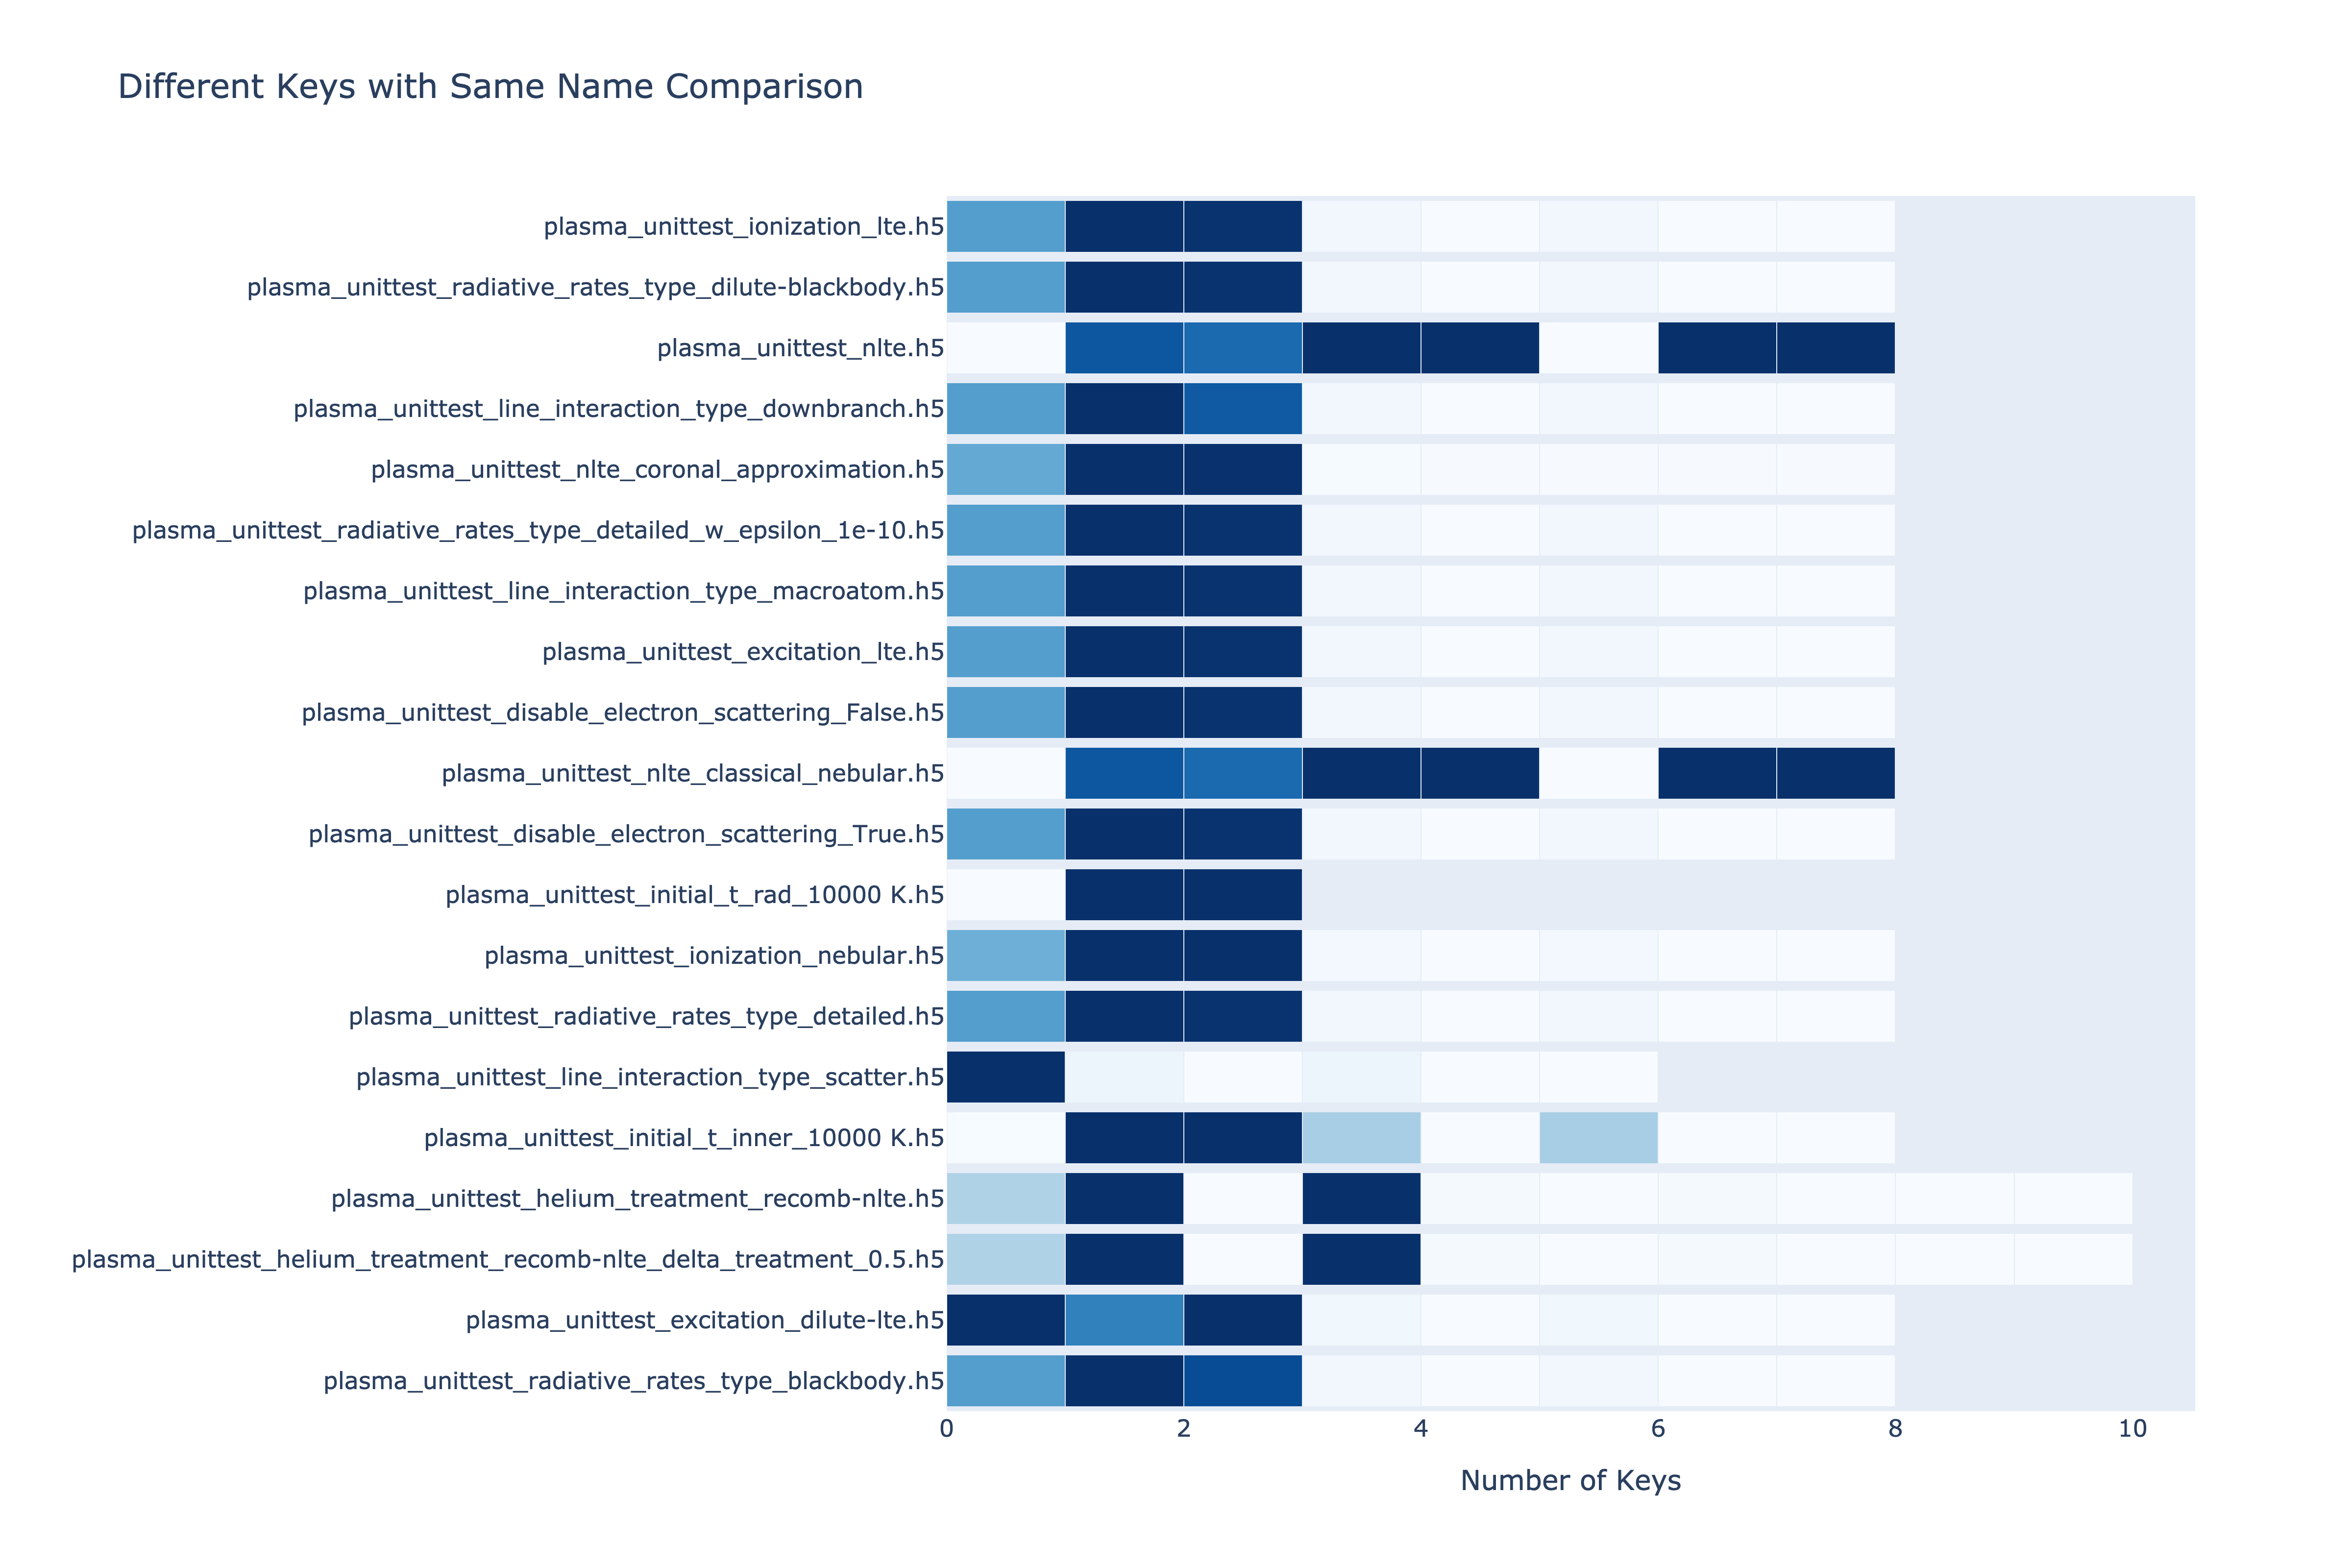 Different Keys with Same Name Comparison
plasma_unittest_ionization_lte.h5
plasma_unittest_radiative_rates_type_dilute-blackbody.h5
plasma_unittest_nlte.h5
plasma_unittest_line_interaction_type_downbranch.h5
plasma_unittest_nlte_coronal_approximation.h5
plasma_unittest_radiative_rates_type_detailed_w_epsilon_1e-10.h5
plasma_unittest_line_interaction_type_macroatom.h5
plasma_unittest_excitation_lte.h5
plasma_unittest_disable_electron_scattering_False.h5
plasma_unittest_nlte_classical_nebular.h5
plasma_unittest_disable_electron_scattering_True.h5
plasma_unittest_initial_t_rad_10000 K.h5
plasma_unittest_ionization_nebular.h5
plasma_unittest_radiative_rates_type_detailed.h5
plasma_unittest_line_interaction_type_scatter.h5
plasma_unittest_initial_t_inner_10000 K.h5
plasma_unittest_helium_treatment_recomb-nlte.h5
plasma_unittest_helium_treatment_recomb-nlte_delta_treatment_0.5.h5
plasma_unittest_excitation_dilute-lte.h5
plasma_unittest_radiative_rates_type_blackbody.h5
0 2 4 6 8 10
Number of Keys